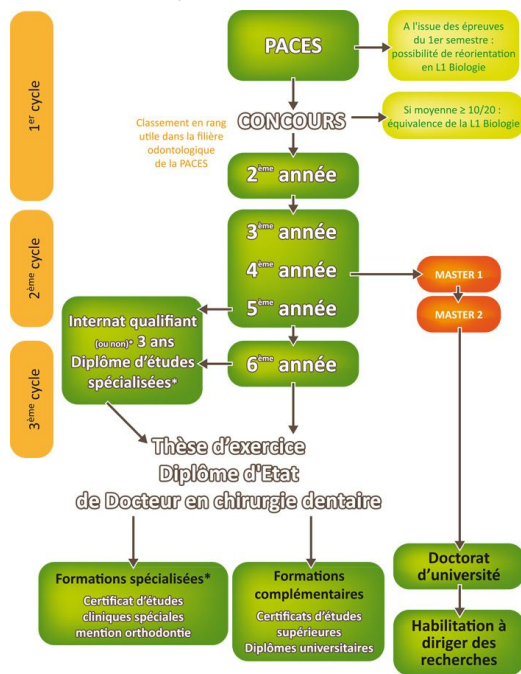 1er cycle
2ème cycle
3ème cycle
PACES
A l'issue des épreuves
du 1er semestre :
possibilité de réorientation
en L1 Biologie
Classement en rang
utile dans la filière
odontologique
de la PACES
CONCOURS
Si moyenne ≥ 10/20 :
équivalence de la L1 Biologie
2ème année
3ème année
4ème année
5ème année
MASTER 1
MASTER 2
Internat qualifiant
(ou non)* 3 ans
Diplôme d'études
spécialisées*
6ème année
Thèse d'exercice
Diplôme d'Etat
de Docteur en chirurgie dentaire
Formations spécialisées*
Certificat d'études
cliniques spéciales
mention orthodontie
Formations
complémentaires
Certificats d'études
supérieures
Diplômes universitaires
Doctorat
d'université
Habilitation à
diriger des
recherches